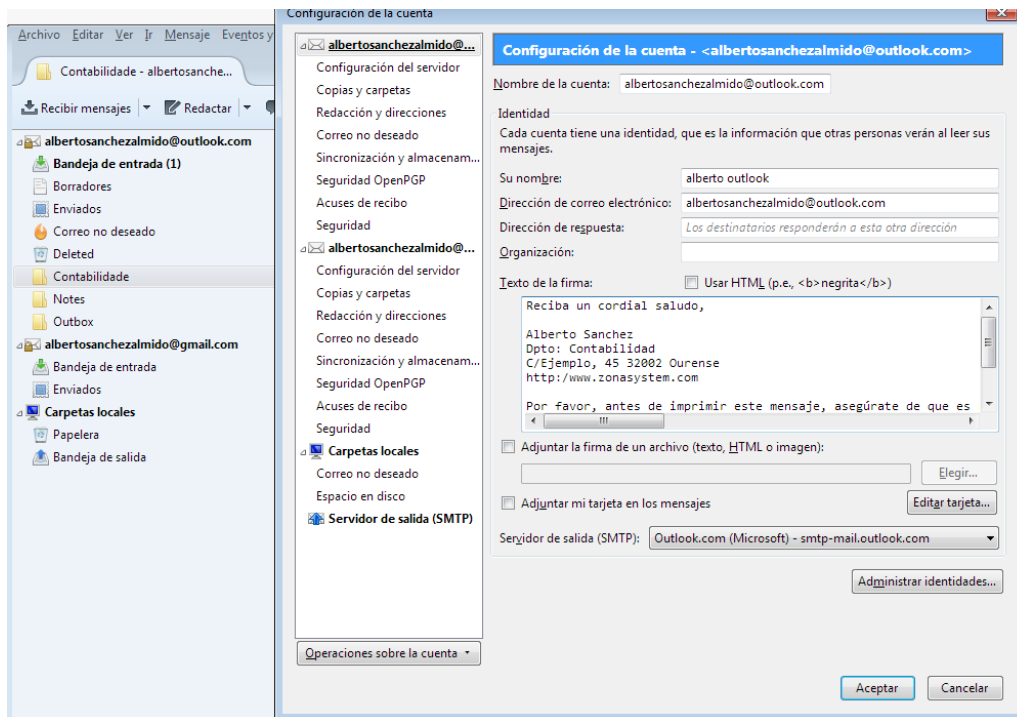 Configuración de la cuenta
Archivo Editar Ver Ir Mensaje Eventos y
Contabilidade - albertosanche...
Recibir mensajes Redactar
albertosanchezalmido@outlook.com
Bandeja de entrada (1)
Borradores
Enviados
Correo no deseado
Deleted
Contabilidade
Notes
Outbox
albertosanchezalmido@gmail.com
Bandeja de entrada
Enviados
Carpetas locales
Papelera
Bandeja de salida
albertosanchezalmido@...
Configuración del servidor
Copias y carpetas
Redacción y direcciones
Correo no deseado
Sincronización y almacenam...
Seguridad OpenPGP
Acuses de recibo
Seguridad
albertosanchezalmido@...
Configuración del servidor
Copias y carpetas
Redacción y direcciones
Correo no deseado
Sincronización y almacenam...
Seguridad OpenPGP
Acuses de recibo
Seguridad
Carpetas locales
Correo no deseado
Espacio en disco
Servidor de salida (SMTP)
Operaciones sobre la cuenta
Configuración de la cuenta - <albertosanchezalmido@outlook.com>
Nombre de la cuenta: albertosanchezalmido@outlook.com
Identidad
Cada cuenta tiene una identidad, que es la información que otras personas verán al leer sus
mensajes.
Su nombre: alberto outlook
Dirección de correo electrónico: albertosanchezalmido@outlook.com
Dirección de respuesta: Los destinatarios responderán a esta otra dirección
Organización:
Texto de la firma: Usar HTML (p.e., <b>negrita</b>)
Reciba un cordial saludo,
Alberto Sanchez
Dpto: Contabilidad
C/Ejemplo, 45 32002 Ourense
http:/www.zonasystem.com
Por favor, antes de imprimir este mensaje, asegúrate de que es
Adjuntar la firma de un archivo (texto, HTML o imagen):
Elegir...
Adjuntar mi tarjeta en los mensajes Editar tarjeta...
Servidor de salida (SMTP): Outlook.com (Microsoft) - smtp-mail.outlook.com
Administrar identidades...
Aceptar Cancelar